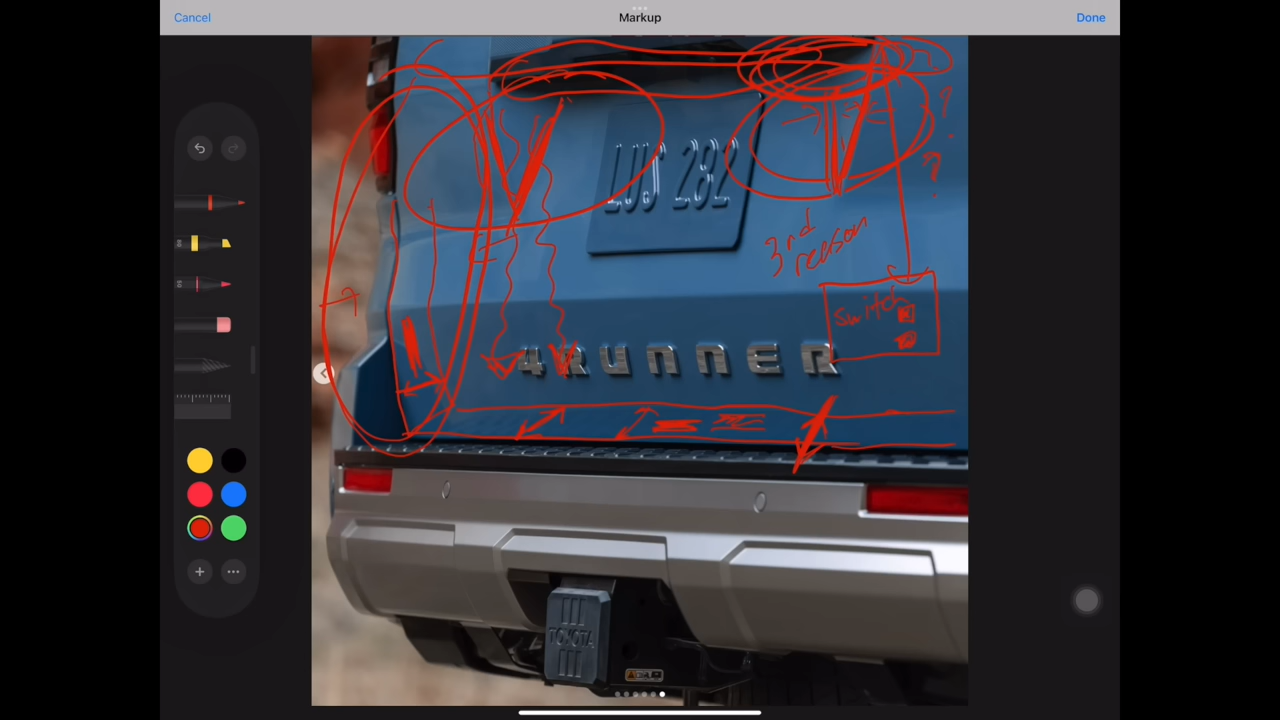 Cancel
Markup
Done
LUS 282
?
?
3rd
reason
Switch
4RUNNER
TOYOTA